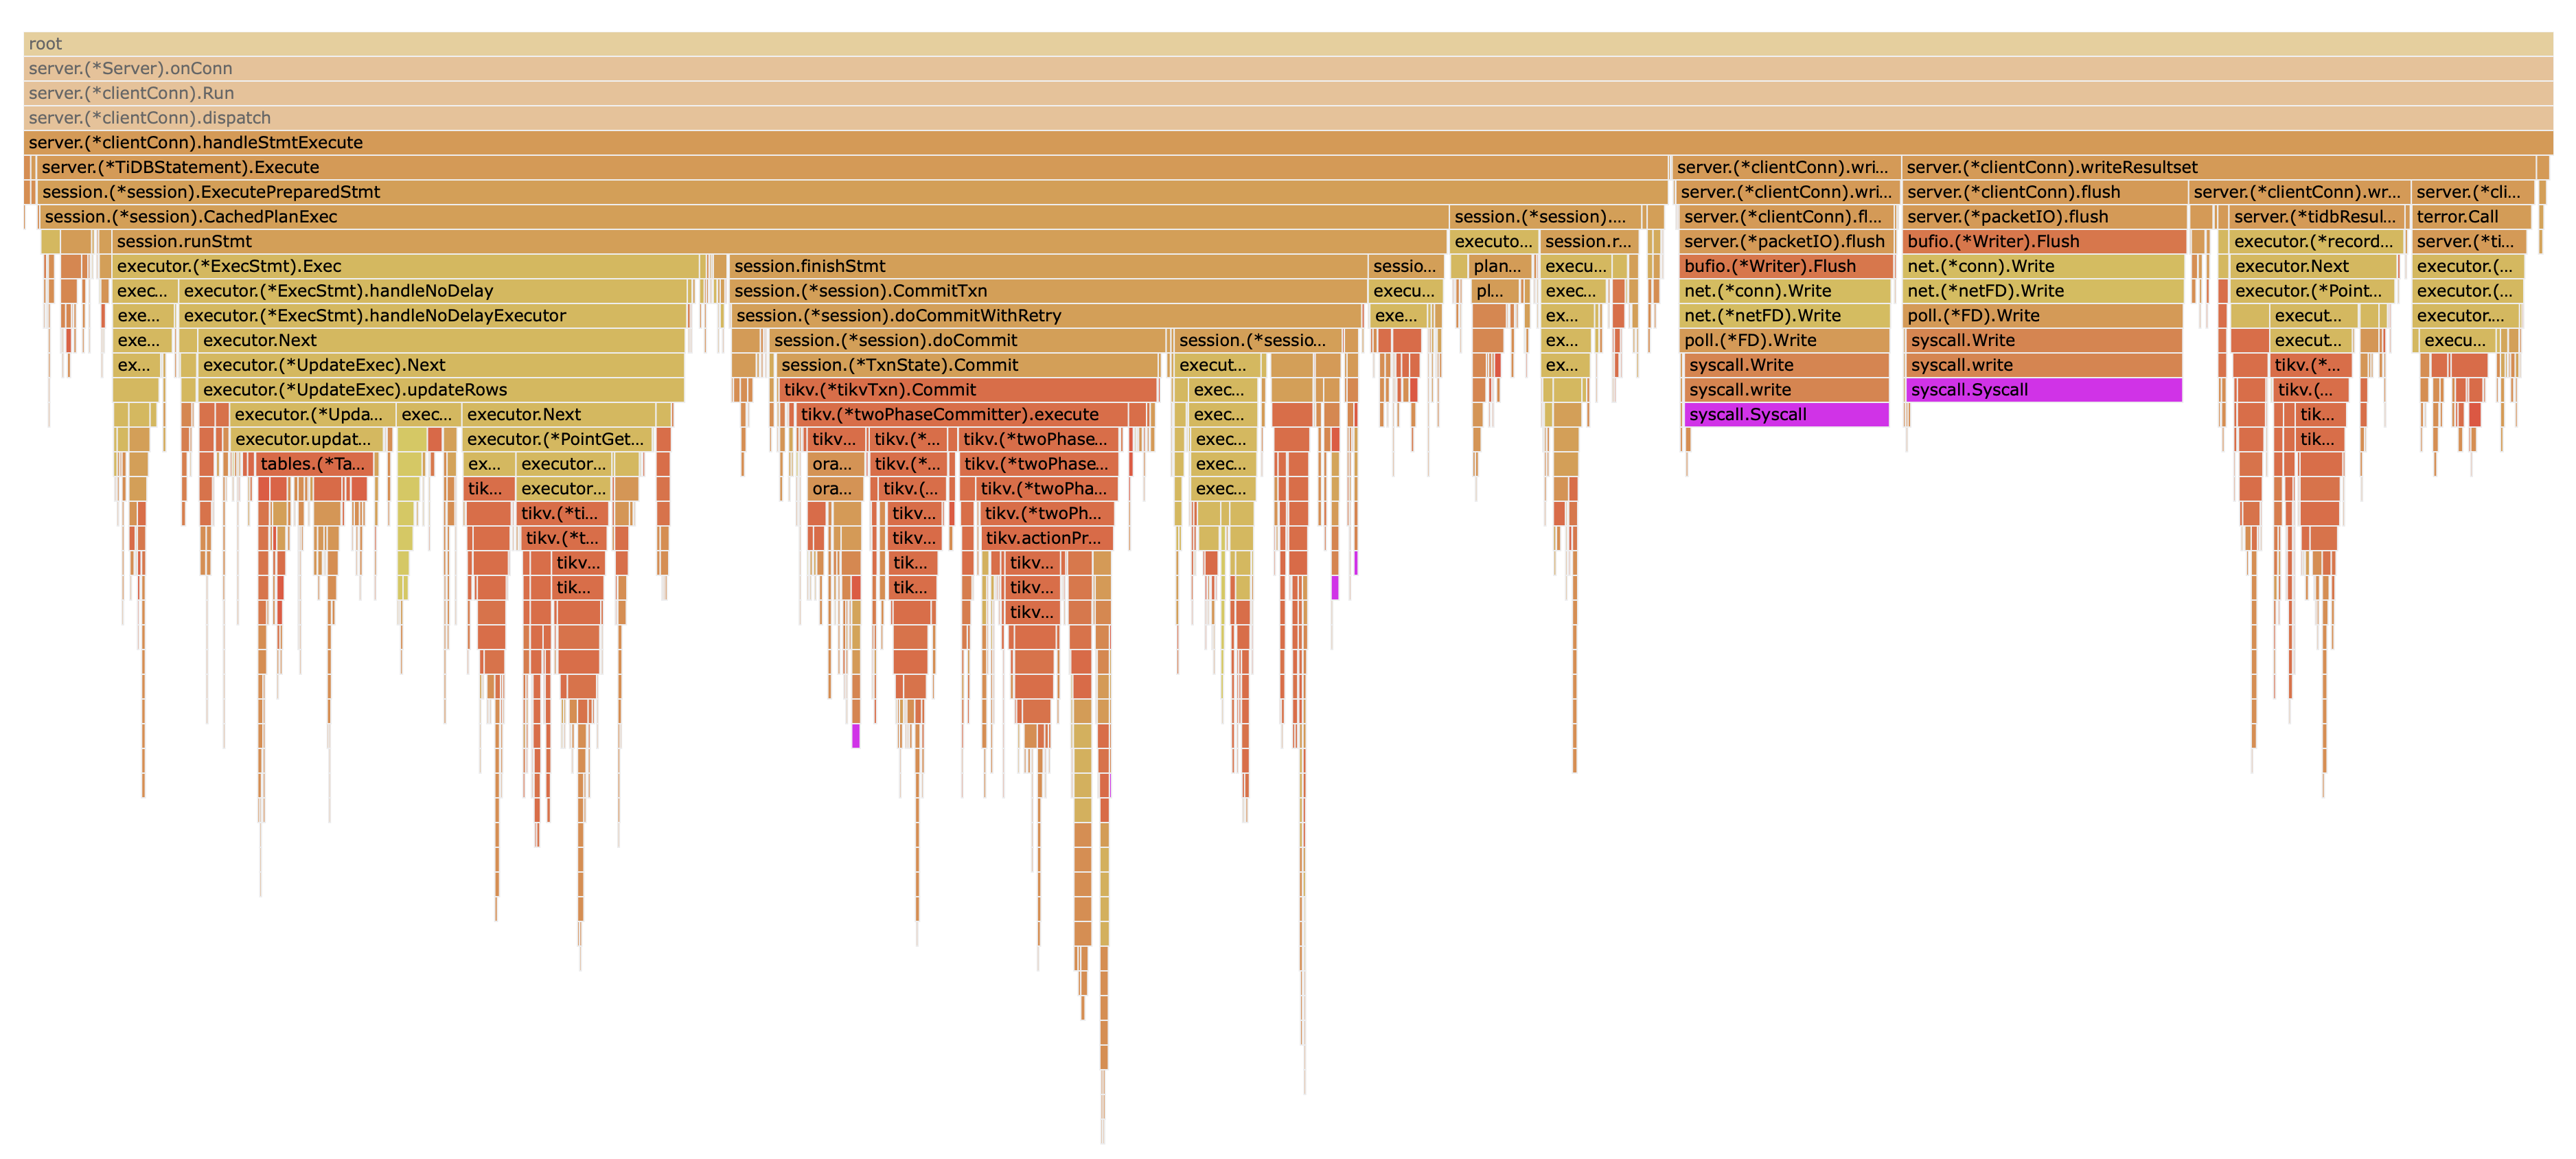 root
server.(*Server).onConn
server.(*clientConn).Run
server.(*clientConn).dispatch
server.(*clientConn).handleStmtExecute
server.(*TiDBStatement).Execute server.(*clientConn).wri... server.(*clientConn).writeResultset
session.(*session).ExecutePreparedStmt server.(*clientConn).wri... server.(*clientConn).flush server.(*clientConn).wr... server.(*cli...
session.(*session).CachedPlanExec session.(*session).... server.(*clientConn).fl... server.(*packetIO).flush server.(*tidbResul... terror.Call
session.runStmt executo... session.r... server.(*packetIO).flush bufio.(*Writer).Flush executor.(*record... server.(*ti...
executor.(*ExecStmt).Exec session.finishStmt sessio... plan... execu... bufio.(*Writer).Flush net.(*conn).Write executor.Next executor.(...
exec... executor.(*ExecStmt).handleNoDelay session.(*session).CommitTxn execu... pl... exec... net.(*conn).Write net.(*netFD).Write executor.(*Point... executor.(...
exe... executor.(*ExecStmt).handleNoDelayExecutor session.(*session).doCommitWithRetry exe... ex... net.(*netFD).Write poll.(*FD).Write execut... executor....
exe... executor.Next session.(*session).doCommit session.(*sessio... ex... poll.(*FD).Write syscall.Write execut... execu...
ex... executor.(*UpdateExec).Next session.(*TxnState).Commit execut... ex... syscall.Write syscall.write tikv.(*...
executor.(*UpdateExec).updateRows tikv.(*tikvTxn).Commit exec... syscall.write syscall.Syscall tikv.(...
executor.(*Upda... exec... executor.Next tikv.(*twoPhaseCommitter).execute exec... syscall.Syscall tik...
executor.updat... executor.(*PointGet... tikv... tikv.(*... tikv.(*twoPhase... exec... tik...
tables.(*Ta... ex... executor... ora... tikv.(*... tikv.(*twoPhase... exec...
tik... executor... ora... tikv.(... tikv.(*twoPha... exec...
tikv.(*ti... tikv... tikv.(*twoPh...
tikv.(*t... tikv... tikv.actionPr...
tikv... tik... tikv...
tik... tik... tikv...
tikv...